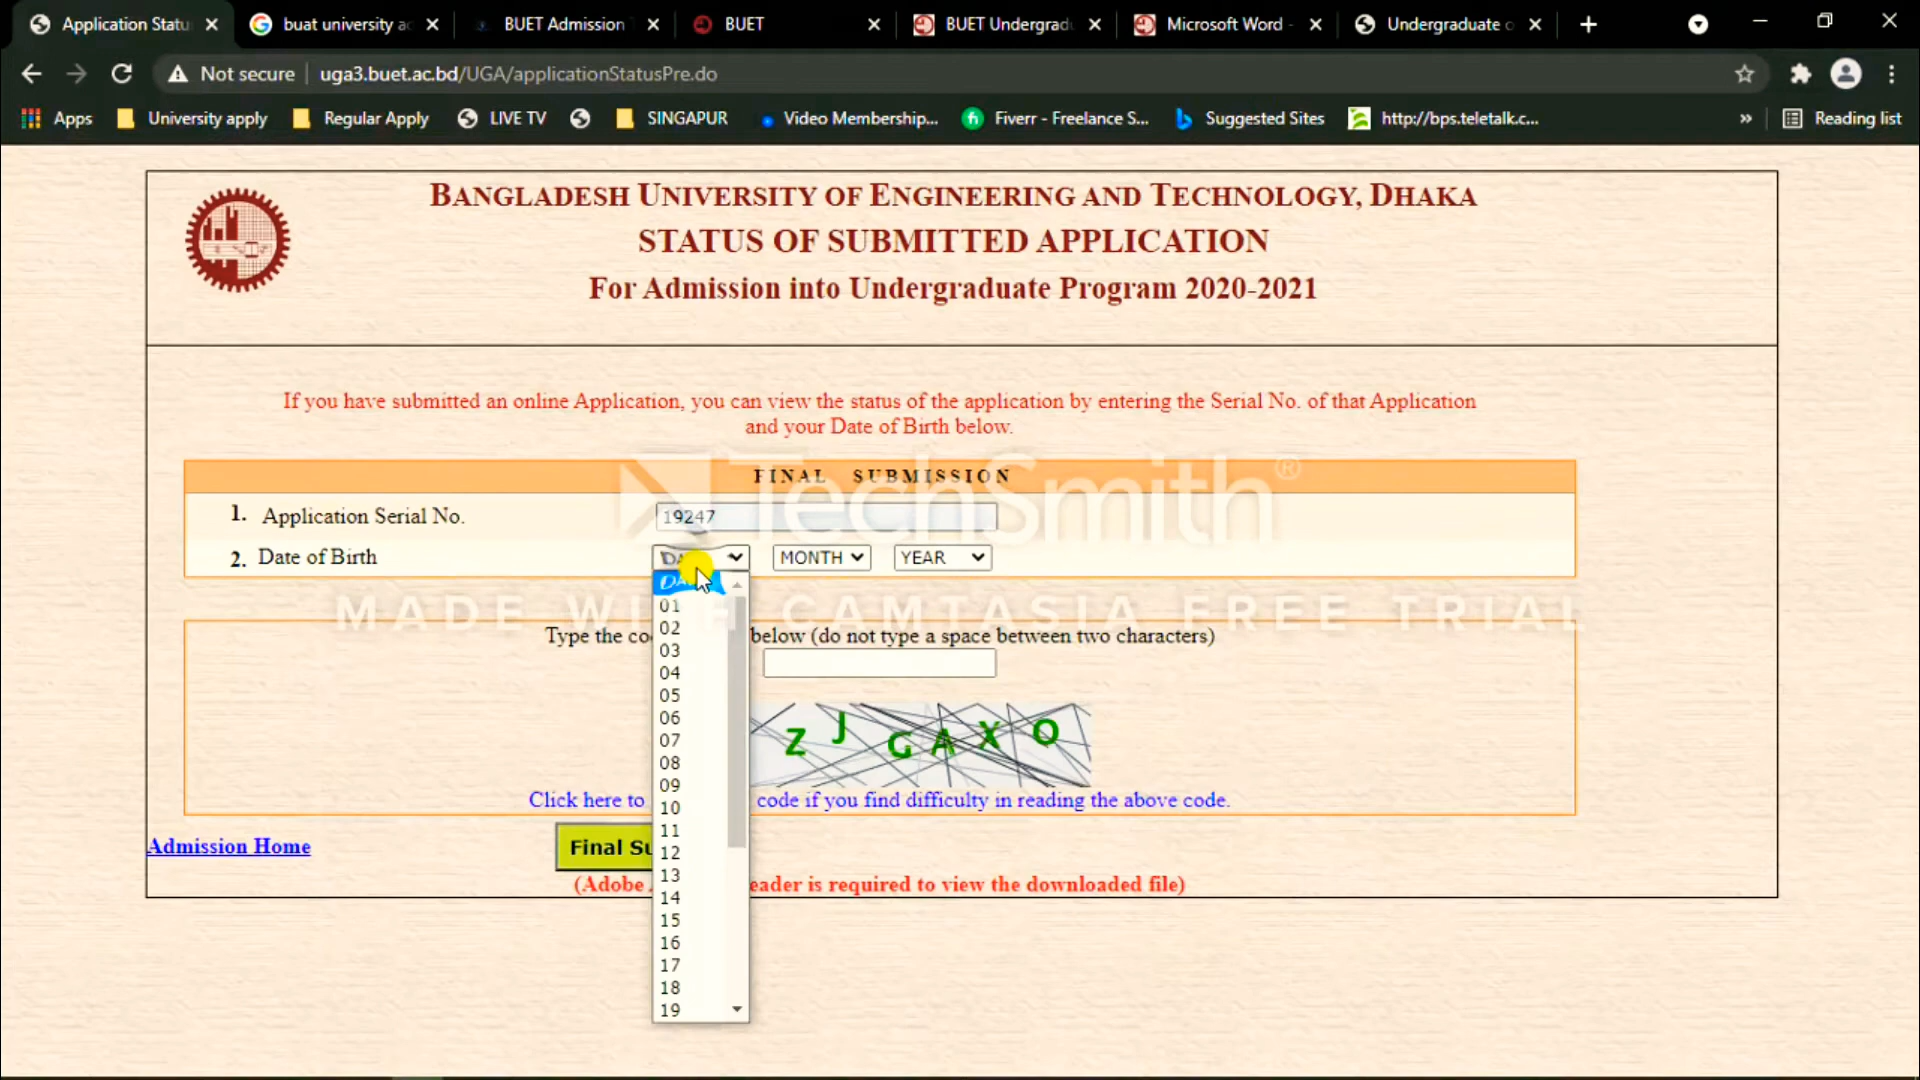 Application Statu
buat university ac
BUET Admission T
BUET
BUET Undergradu
Microsoft Word -
Undergraduate o
Not secure
uga3.buet.ac.bd/UGA/applicationStatusPre.do
Apps
University apply
Regular Apply
LIVE TV
SINGAPUR
Video Membership...
Fiverr - Freelance S...
Suggested Sites
http://bps.teletalk.c...
»
Reading list
BANGLADESH UNIVERSITY OF ENGINEERING AND TECHNOLOGY, DHAKA
STATUS OF SUBMITTED APPLICATION
For Admission into Undergraduate Program 2020-2021
If you have submitted an online Application, you can view the status of the application by entering the Serial No. of that Application
and your Date of Birth below.
FINAL SUBMISSION
TechSmith®
1. Application Serial No.
19247
2. Date of Birth
MONTH
YEAR
MADE WITH CAMTASIA FREE TRIAL
01
02
03
04
05
06
07
08
09
10
11
12
13
14
15
16
17
18
19
Type the co
below (do not type a space between two characters)
Z J G A X O
Click here to
code if you find difficulty in reading the above code.
Admission Home
Final Su
(Adobe
eader is required to view the downloaded file)